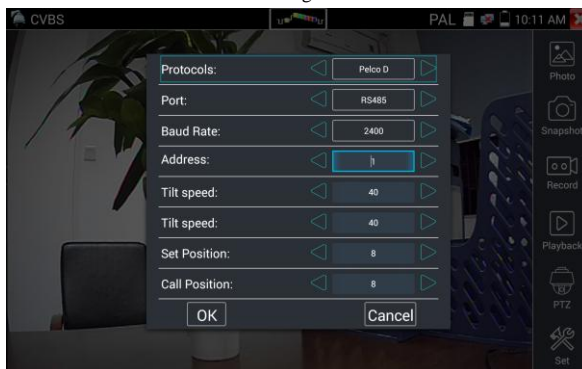 CVBS PAL 10:11 AM
Protocols: Pelco D
Port: RS485
Baud Rate: 2400
Address: 1
Tilt speed: 40
Tilt speed: 40
Set Position: 8
Call Position: 8
OK Cancel
Photo
Snapshot
Record
Playback
PTZ
Set